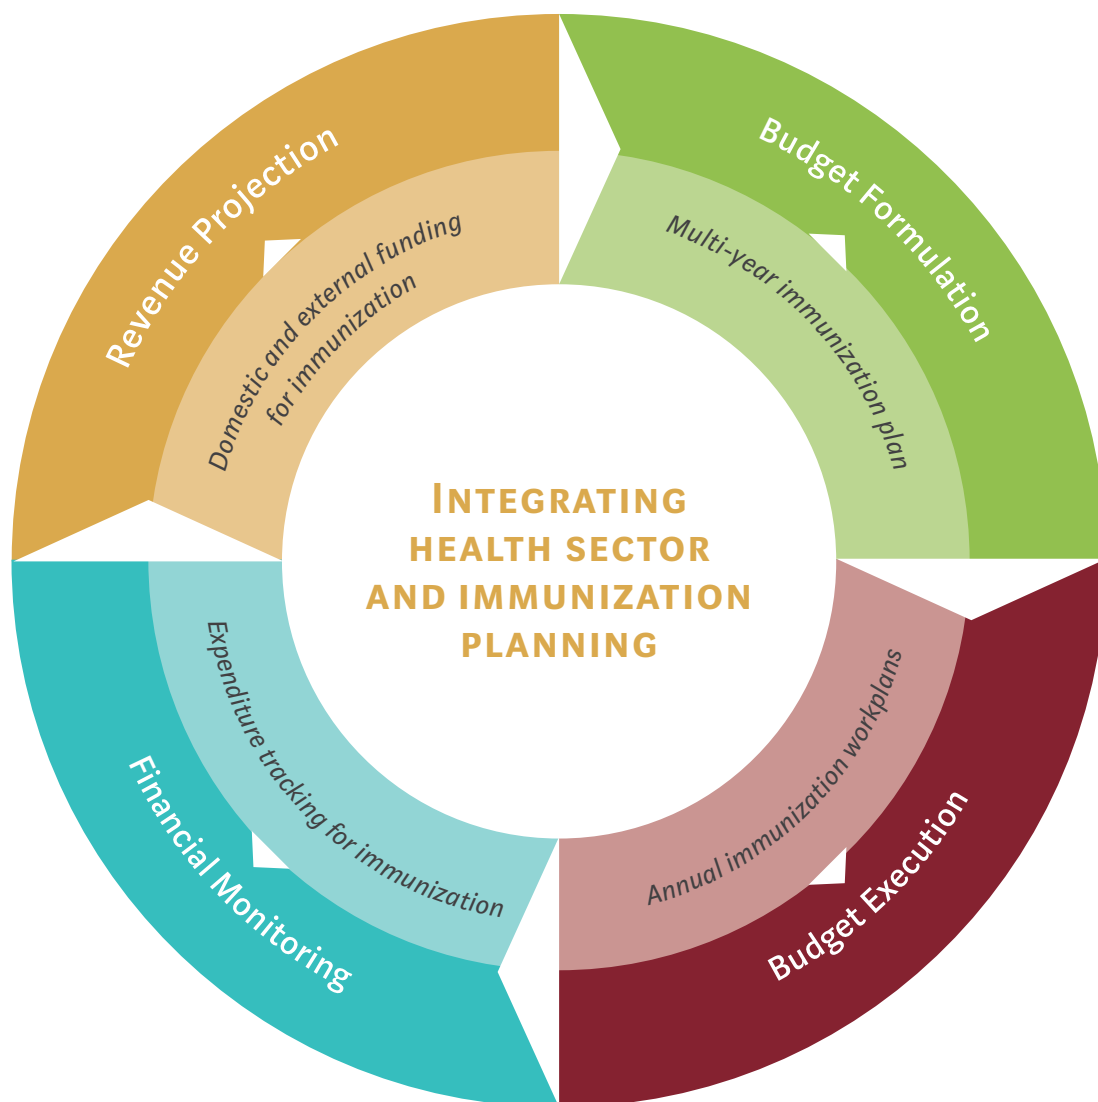 Revenue Projection
Domestic and external funding
for immunization
Budget Formulation
Multi-year immunization plan
INTEGRATING
HEALTH SECTOR
AND IMMUNIZATION
PLANNING
Expenditure tracking for immunization
Financial Monitoring
Annual immunization workplans
Budget Execution